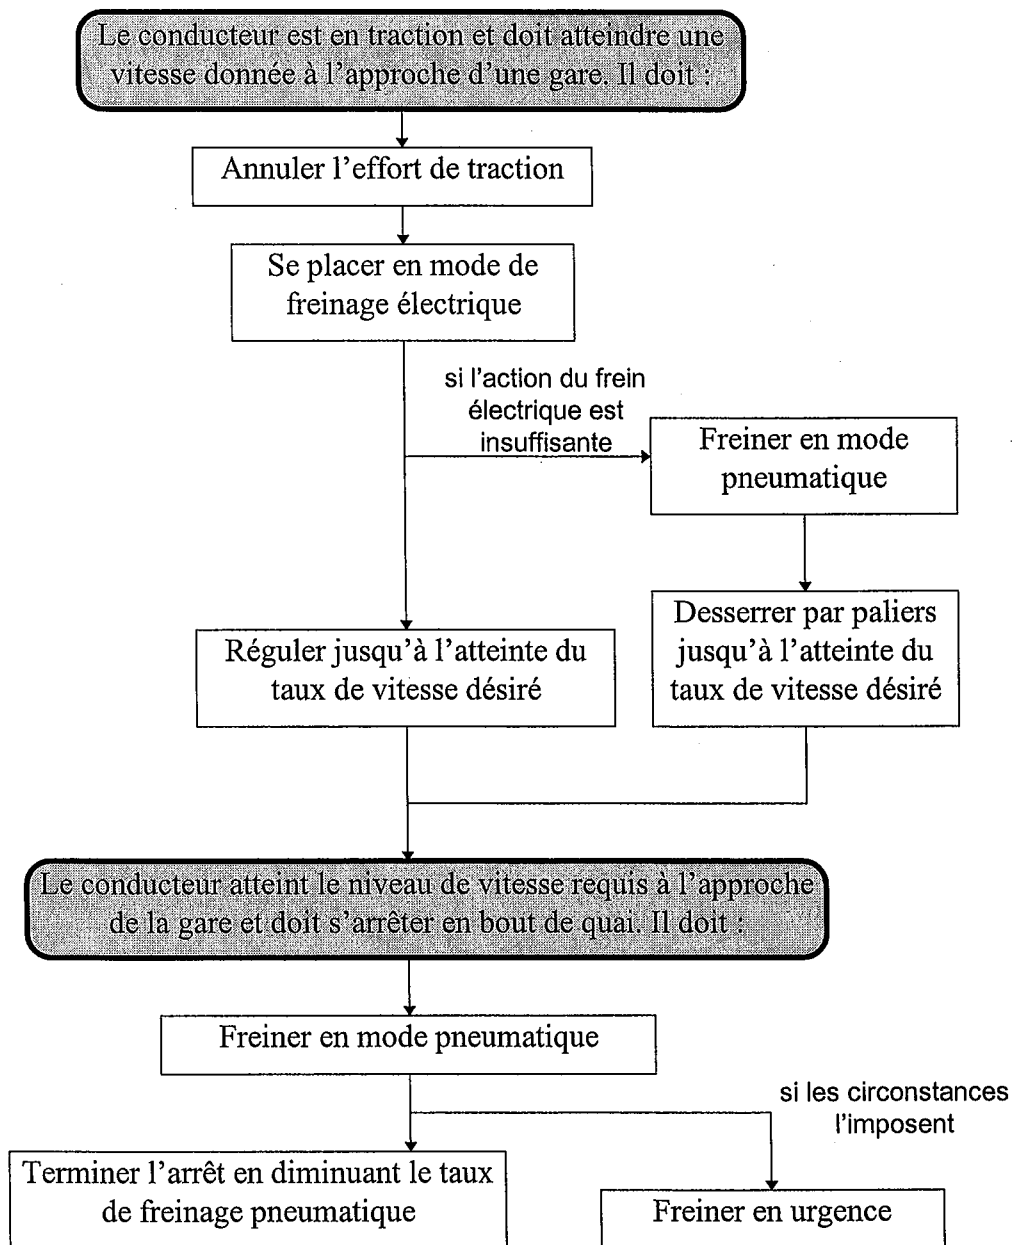 Le conducteur est en traction et doit atteindre une
vitesse donnée à l'approche d'une gare. Il doit :
Annuler l'effort de traction
Se placer en mode de
freinage électrique
si l'action du frein
électrique est
insuffisante
Freiner en mode
pneumatique
Réguler jusqu'à l'atteinte du
taux de vitesse désiré
Desserrer par paliers
jusqu'à l'atteinte du
taux de vitesse désiré
Le conducteur atteint le niveau de vitesse requis à l'approche
de la gare et doit s'arrêter en bout de quai. Il doit :
Freiner en mode pneumatique
si les circonstances
l'imposent
Terminer l'arrêt en diminuant le taux
de freinage pneumatique
Freiner en urgence